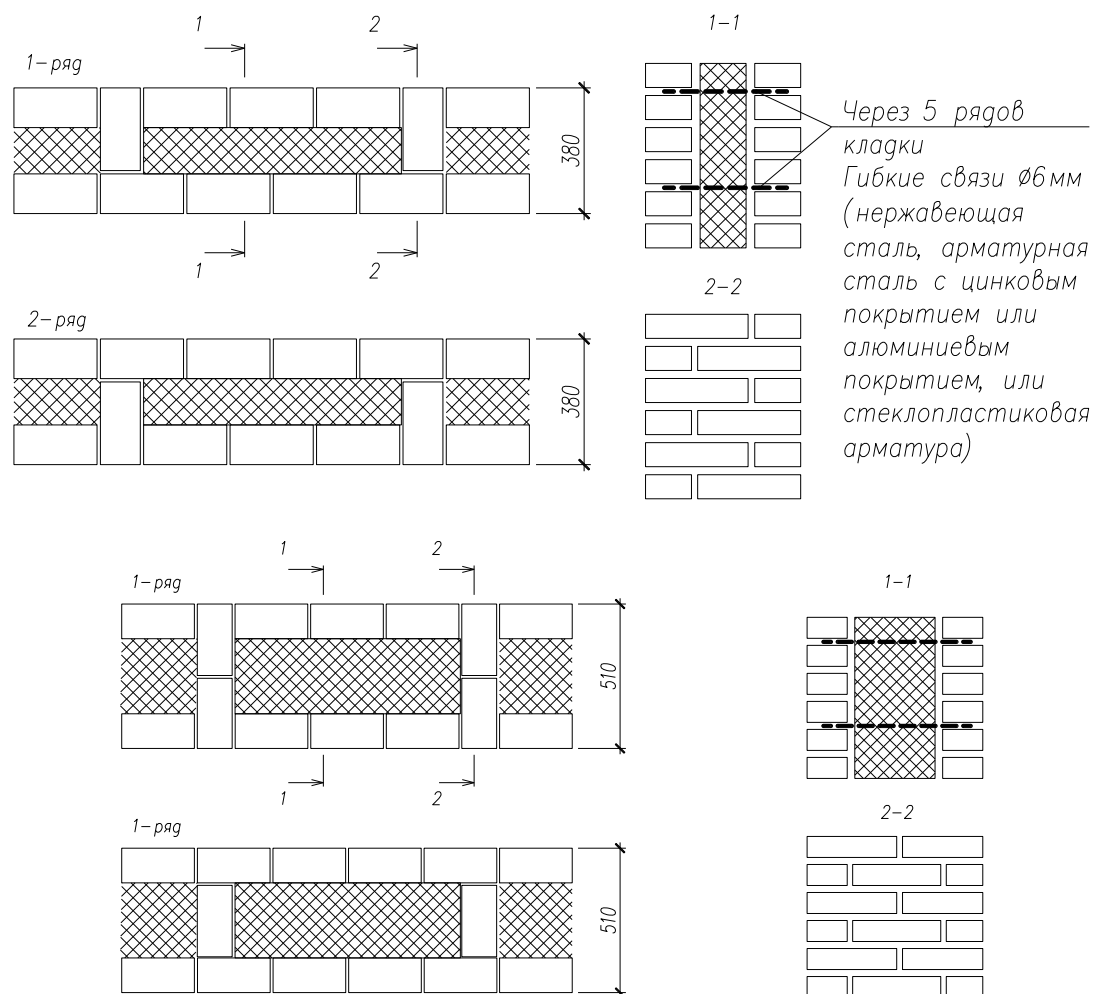 1 2
1-ряд
380
1 2
1-1
Через 5 рядов
кладки
Гибкие связи Ø6мм
(нержавеющая
сталь, арматурная
сталь с цинковым
покрытием или
алюминиевым
покрытием, или
стеклопластиковая
арматура)
2-ряд
380
2-2
1 2
1-ряд
510
1 2
1-1
1-ряд
510
2-2